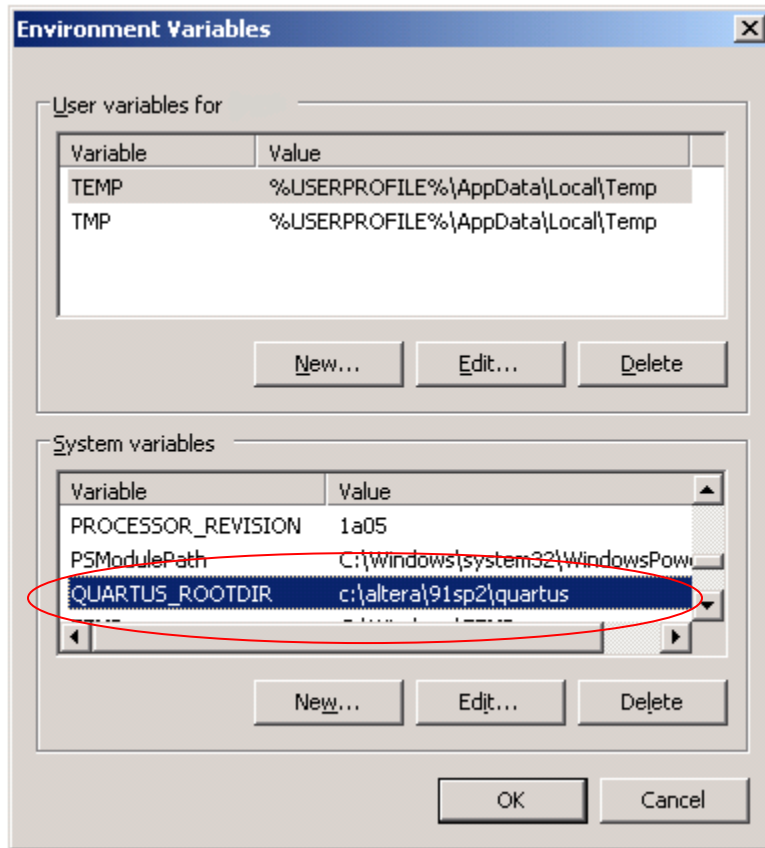 Environment Variables
User variables for
Variable Value
TEMP %USERPROFILE%\AppData\Local\Temp
TMP %USERPROFILE%\AppData\Local\Temp
New... Edit... Delete
System variables
Variable Value
PROCESSOR_REVISION 1a05
PSModulePath C:\Windows\system32\WindowsPow
QUARTUS_ROOTDIR c:\altera\91sp2\quartus
New... Edit... Delete
OK Cancel